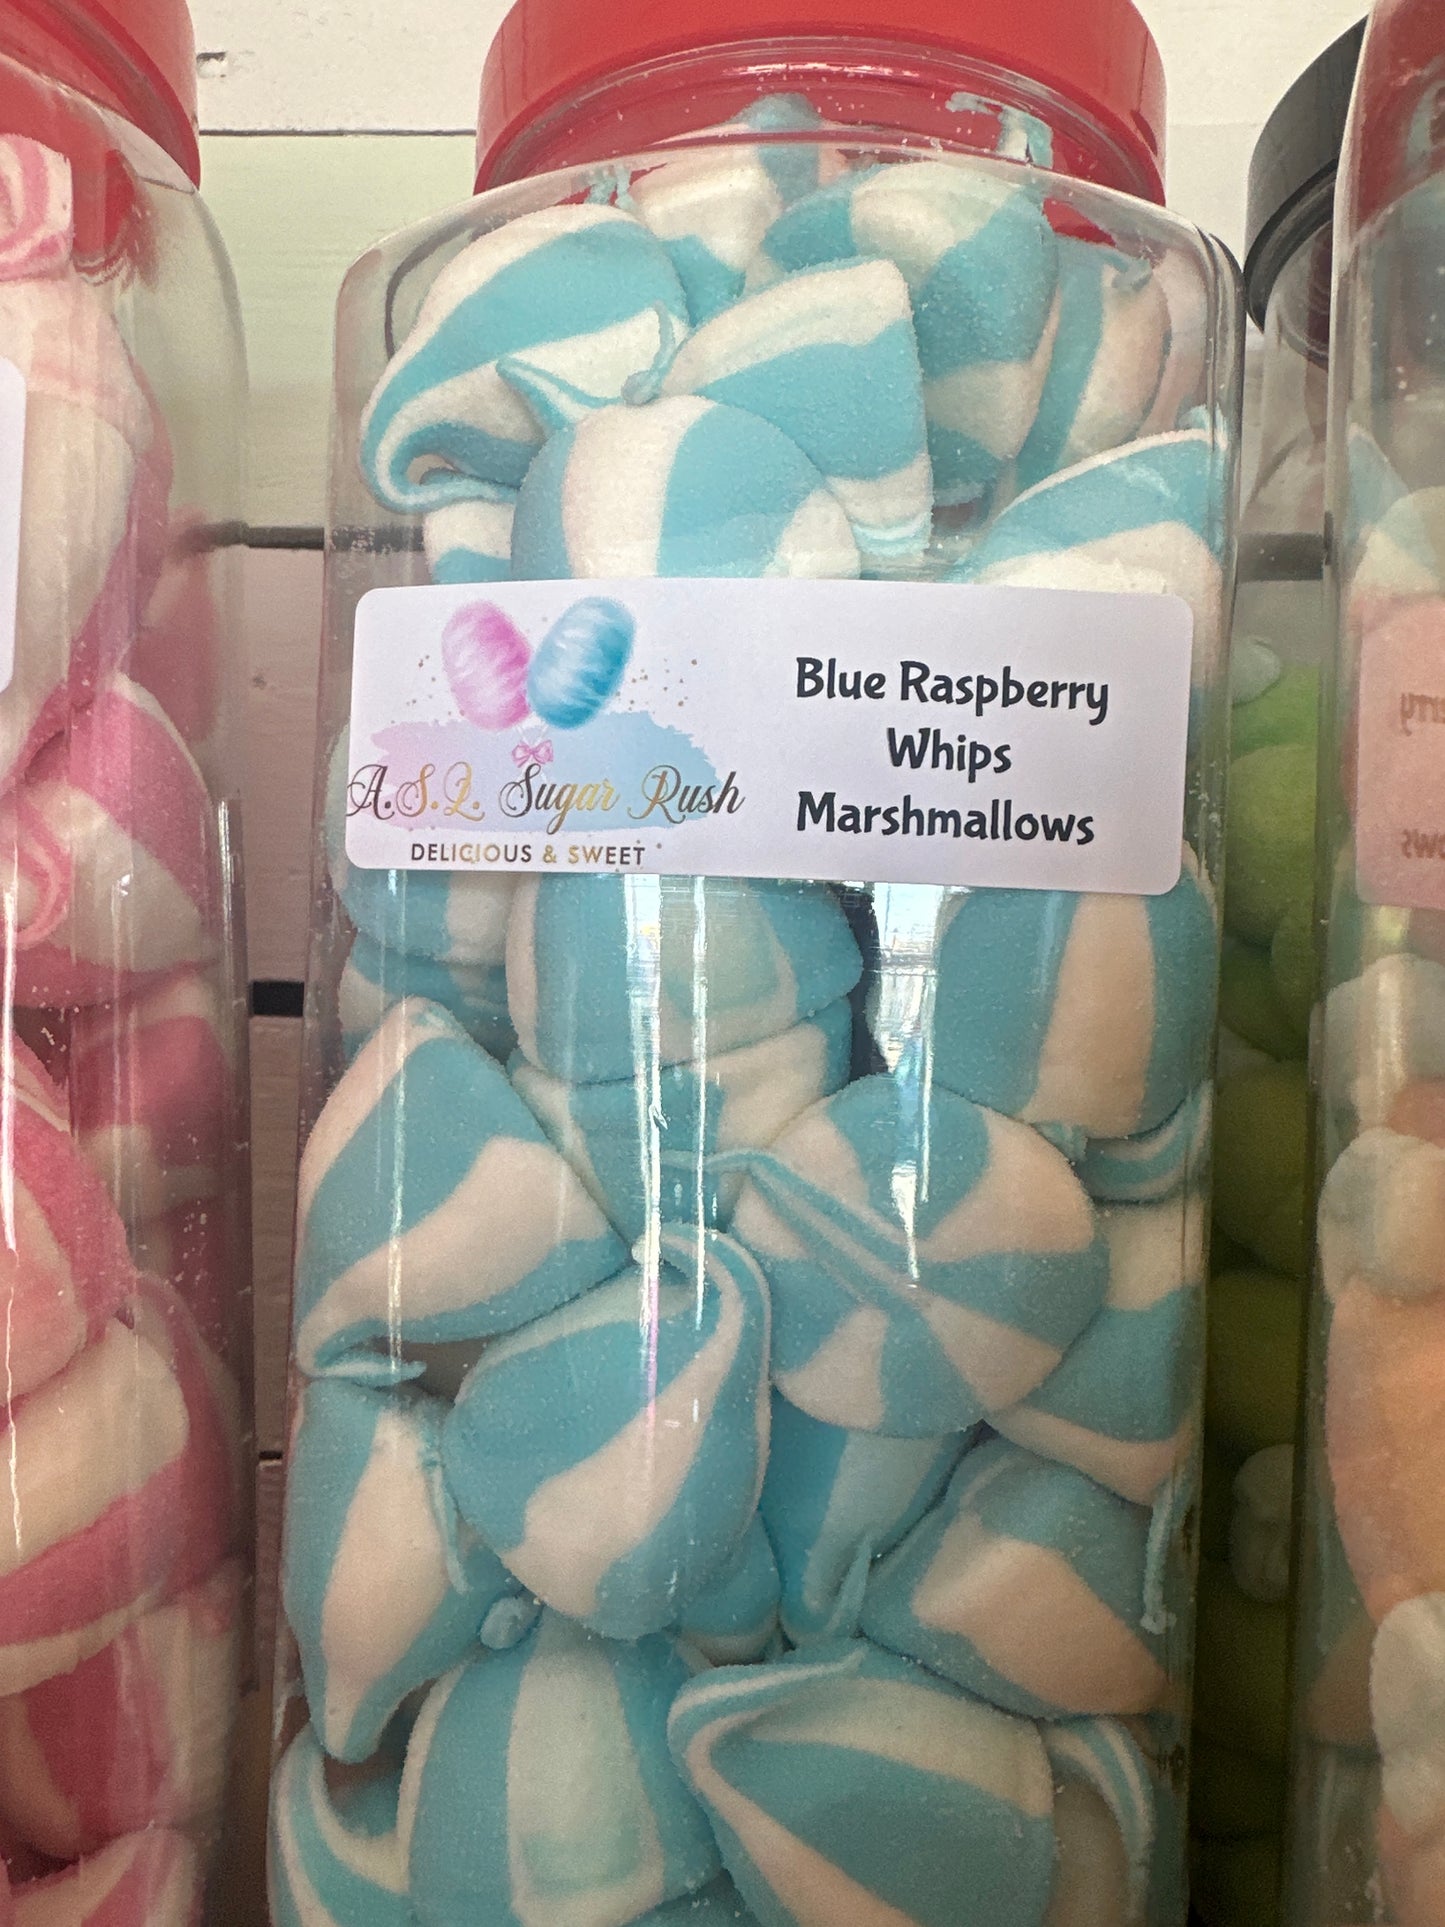 A.S.L. Sugar Rush
DELICIOUS & SWEET
Blue Raspberry
Whips
Marshmallows